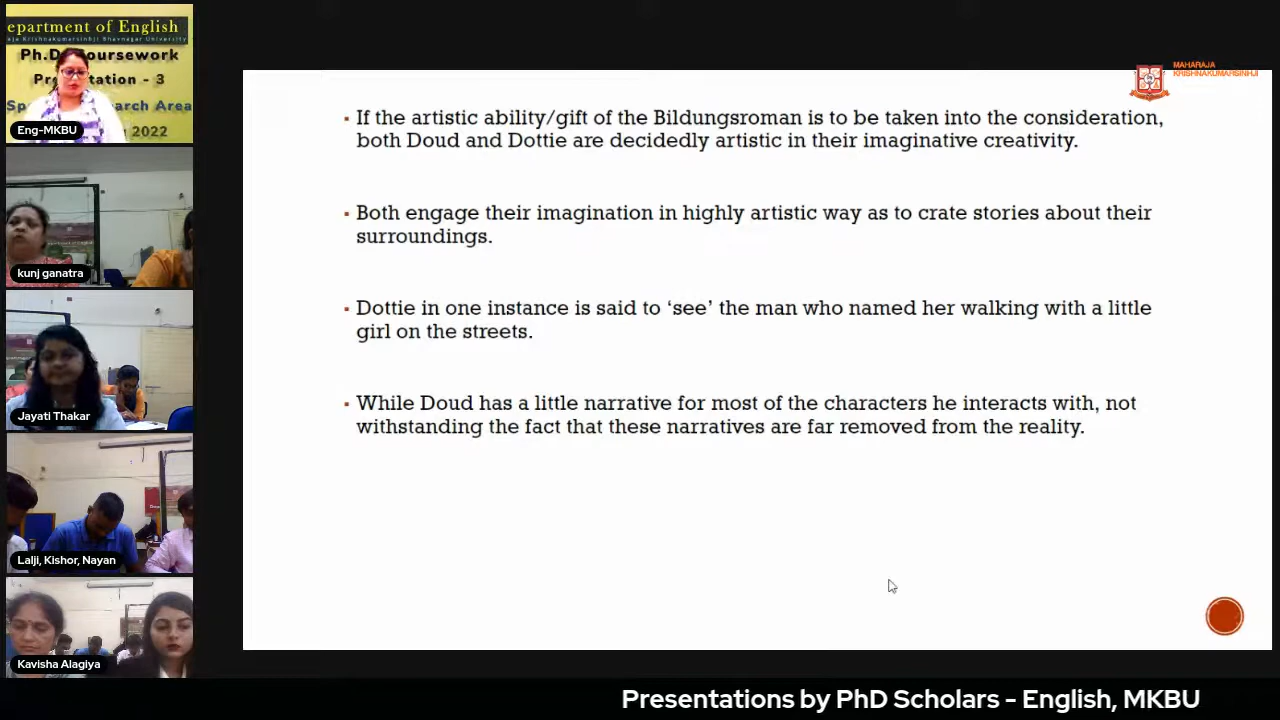 epartment of English
Ph.D. Coursework
Pr tation - 3
Sp arch Area
2022
Eng-MKBU
kunj ganatra
Jayati Thakar
Lalji, Kishor, Nayan
Kavisha Alagiya
MAHARAJA
KRISHNAKUMARSINHJI
▪ If the artistic ability/gift of the Bildungsroman is to be taken into the consideration,
both Doud and Dottie are decidedly artistic in their imaginative creativity.
▪ Both engage their imagination in highly artistic way as to crate stories about their
surroundings.
▪ Dottie in one instance is said to ‘see’ the man who named her walking with a little
girl on the streets.
▪ While Doud has a little narrative for most of the characters he interacts with, not
withstanding the fact that these narratives are far removed from the reality.
Presentations by PhD Scholars - English, MKBU